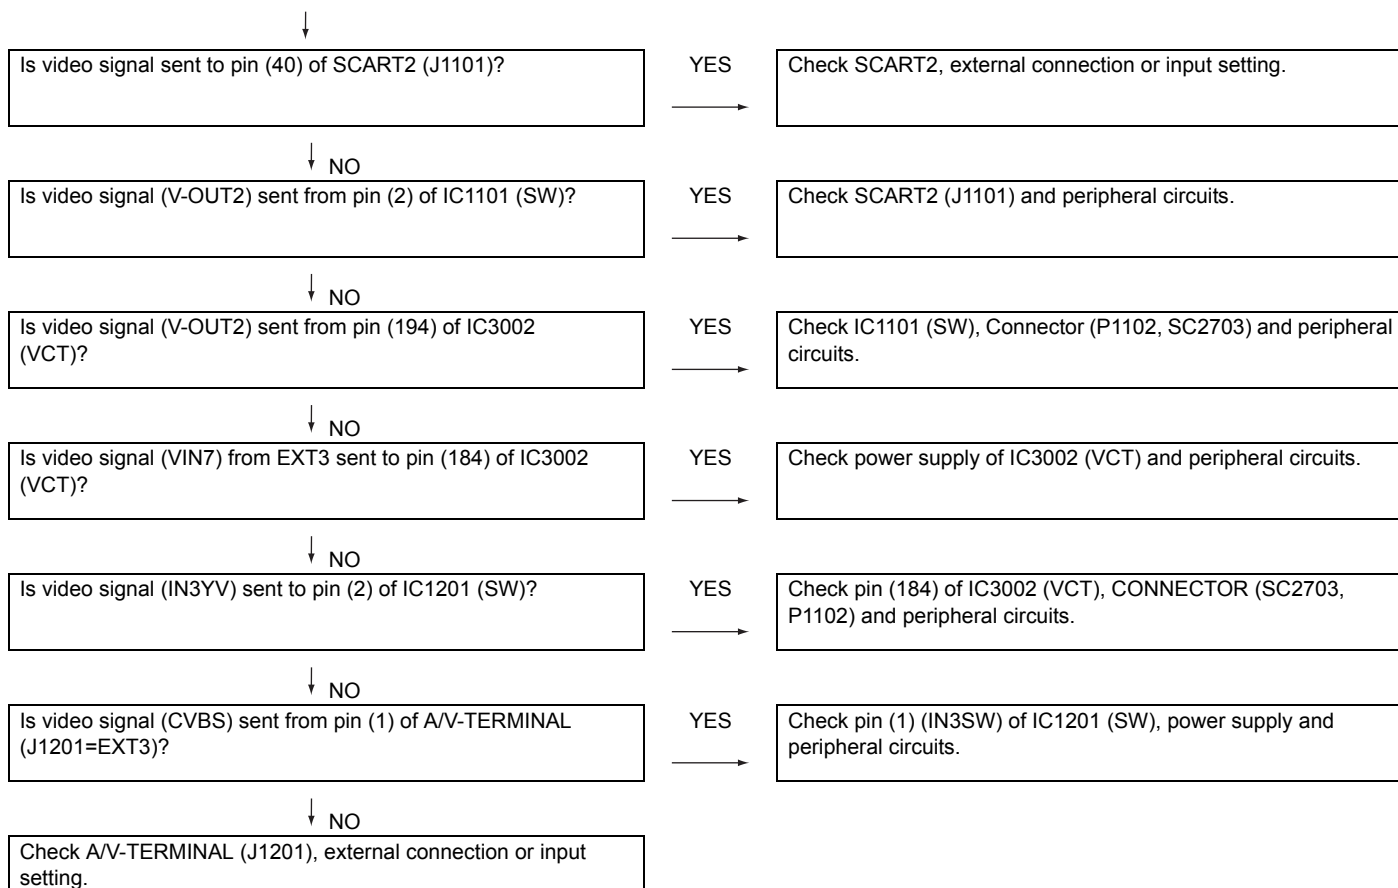 Is video signal sent to pin (40) of SCART2 (J1101)?
YES
Check SCART2, external connection or input setting.
NO
Is video signal (V-OUT2) sent from pin (2) of IC1101 (SW)?
YES
Check SCART2 (J1101) and peripheral circuits.
NO
Is video signal (V-OUT2) sent from pin (194) of IC3002
(VCT)?
YES
Check IC1101 (SW), Connector (P1102, SC2703) and peripheral
circuits.
NO
Is video signal (VIN7) from EXT3 sent to pin (184) of IC3002
(VCT)?
YES
Check power supply of IC3002 (VCT) and peripheral circuits.
NO
Is video signal (IN3YV) sent to pin (2) of IC1201 (SW)?
YES
Check pin (184) of IC3002 (VCT), CONNECTOR (SC2703,
P1102) and peripheral circuits.
NO
Is video signal (CVBS) sent from pin (1) of A/V-TERMINAL
(J1201=EXT3)?
YES
Check pin (1) (IN3SW) of IC1201 (SW), power supply and
peripheral circuits.
NO
Check A/V-TERMINAL (J1201), external connection or input
setting.